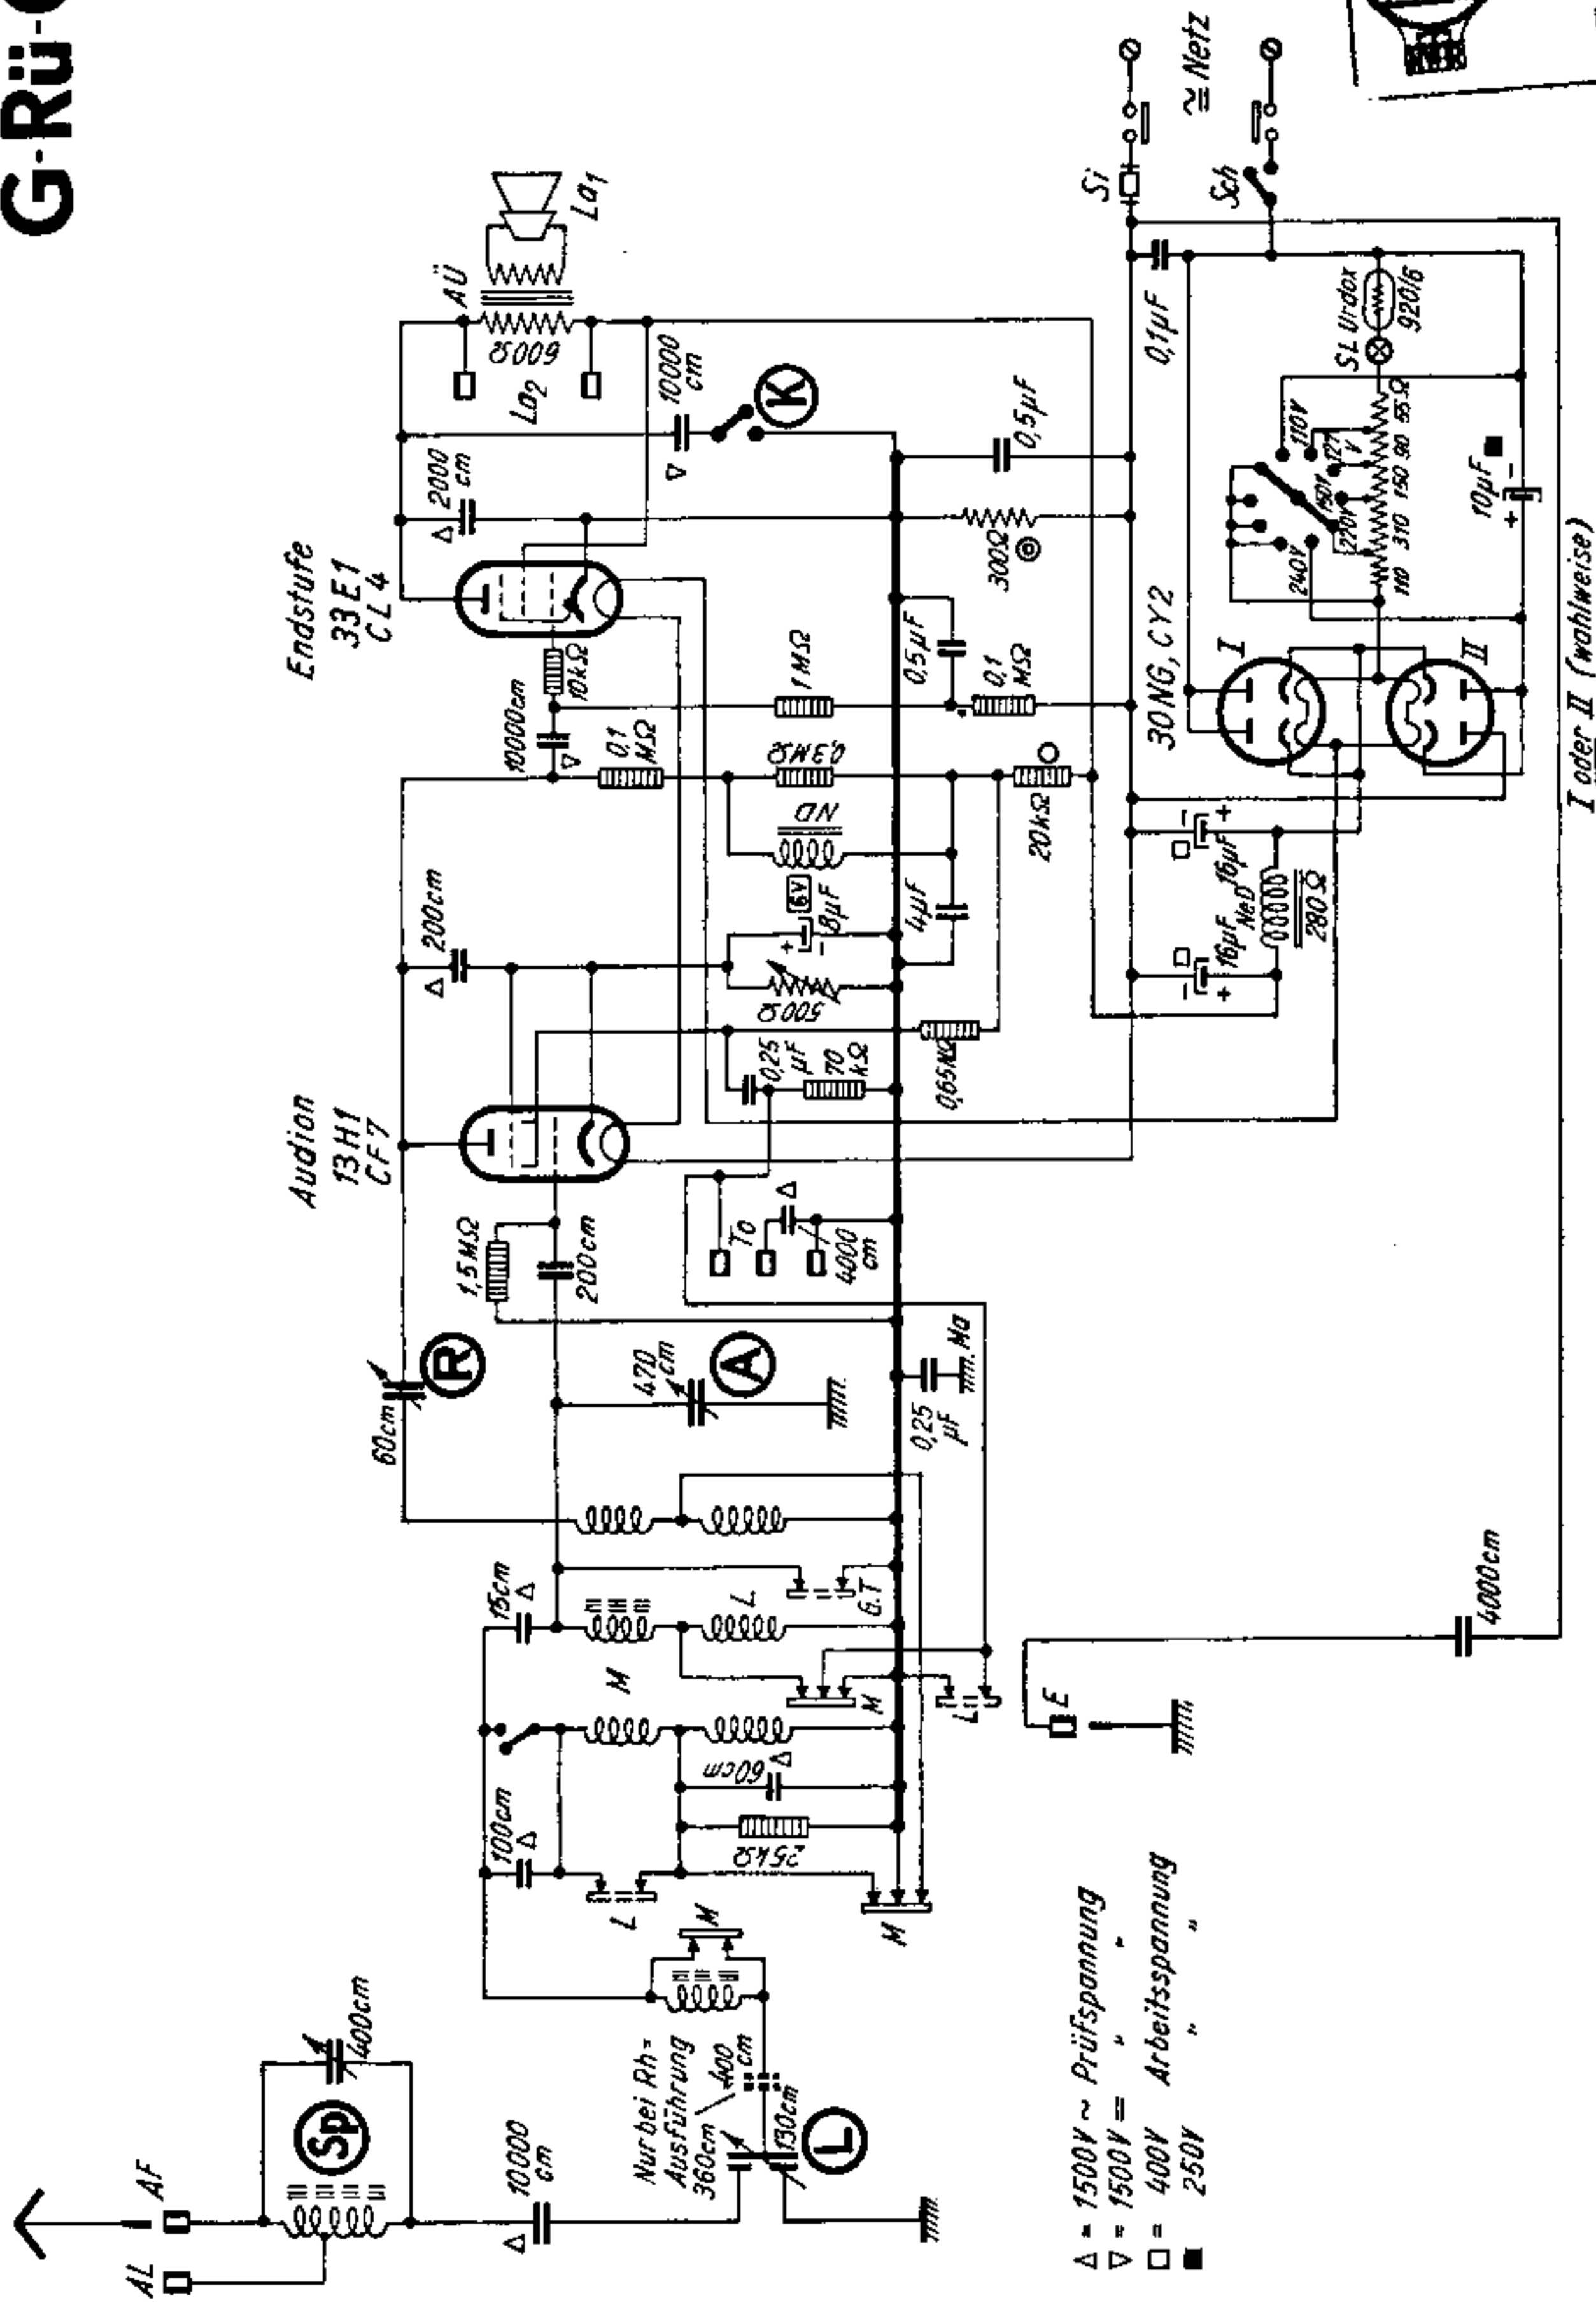 G-Rü-
AL
AF
Sp
400cm
10000
cm
Nur bei Rh=
Ausführung
360cm
400
cm
130cm
L
M
100cm
L
25kΩ
60cm
M
M
15cm
L
M
L
G.T
60cm
R
470
cm
A
0,25
µF
Ma
1,5MΩ
200cm
To
4000
cm
Audion
13H1
CF7
200cm
0,25
µF
70
kΩ
500Ω
6V
8µF
0,65MΩ
4µF
ND
0,3MΩ
0,1
MΩ
10000cm
10kΩ
20kΩ
1MΩ
0,5µF
0,1
MΩ
Endstufe
33E1
CL4
2000
cm
10000
cm
K
300Ω
0,5µF
AÜ
600Ω
La2
La1
Si
Sch
≅ Netz
0,1µF
SL
Urdox
920/6
30NG, CY2
I
II
240V
220V
150V
127
V
110V
110 310 150 90 55Ω
10µF
16µF
16µF
NeD
280Ω
I oder II (wahlweise)
E
4000cm
△ = 1500V ~ Prüfspannung
▽ = 1500V = " "
□ = 400V Arbeitsspannung
■ 250V " "